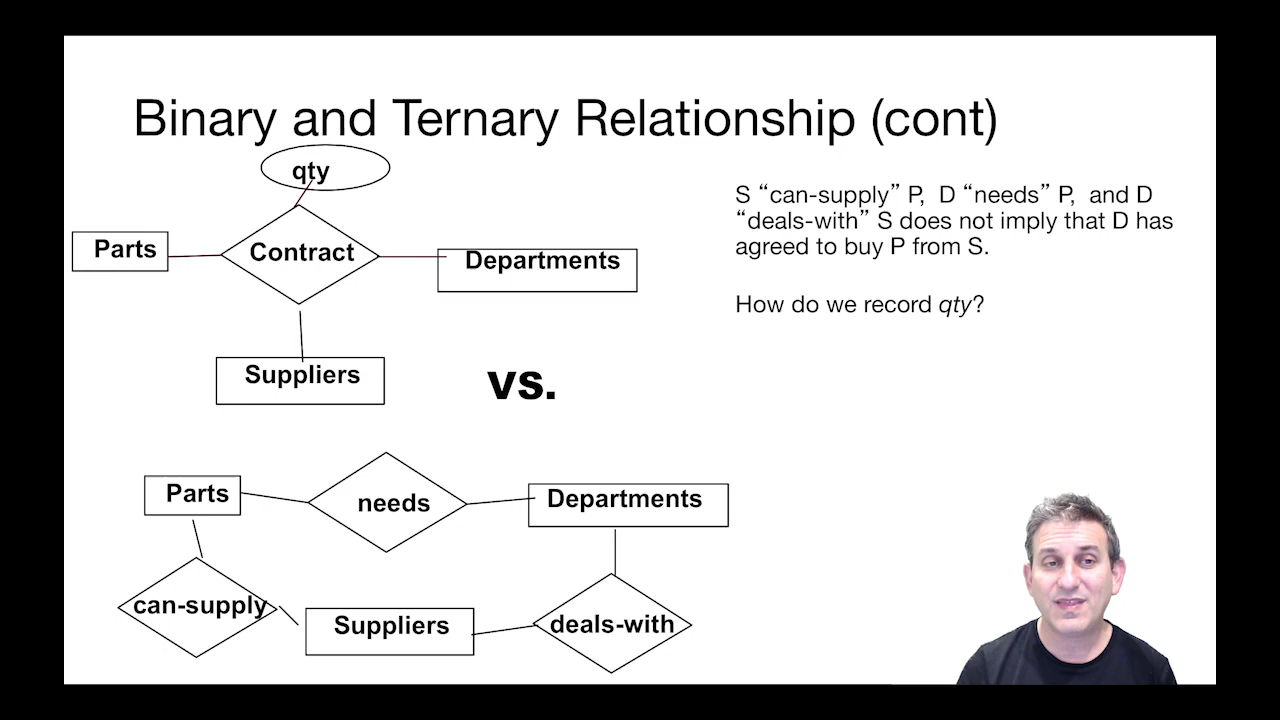 Binary and Ternary Relationship (cont)
qty
Parts
Contract
Departments
Suppliers
vs.
S “can-supply” P, D “needs” P, and D
“deals-with” S does not imply that D has
agreed to buy P from S.
How do we record qty?
Parts
needs
Departments
can-supply
Suppliers
deals-with